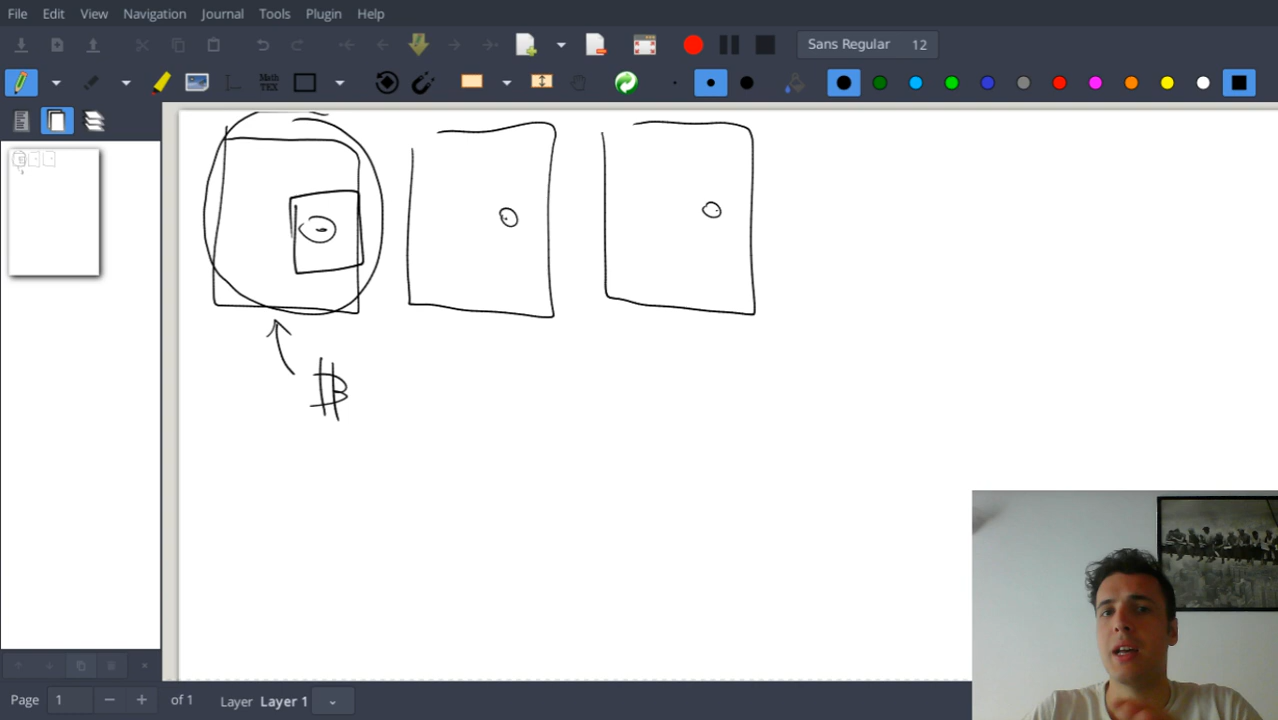 File Edit View Navigation Journal Tools Plugin Help
Sans Regular 12
Math
TEX
Page 1 of 1 Layer Layer 1